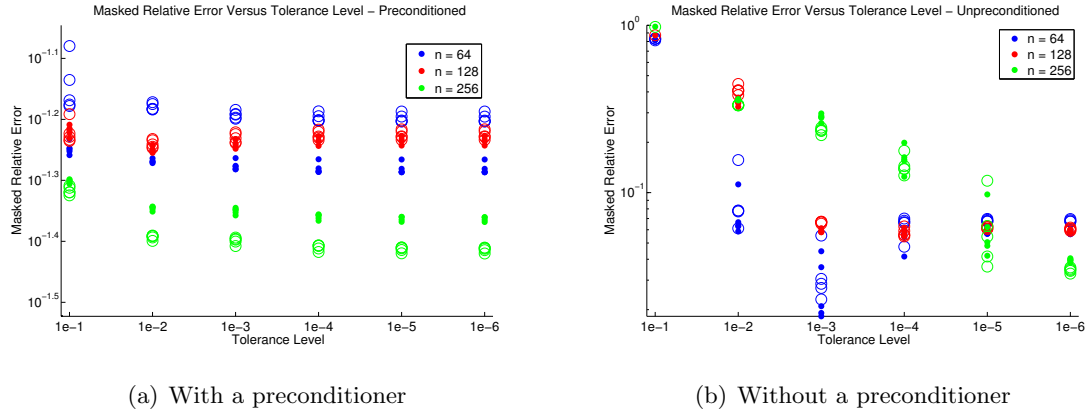 Masked Relative Error Versus Tolerance Level − Preconditioned
Masked Relative Error
10^−1.1
10^−1.2
10^−1.3
10^−1.4
10^−1.5
n = 64
n = 128
n = 256
1e−1 1e−2 1e−3 1e−4 1e−5 1e−6
Tolerance Level
(a) With a preconditioner
Masked Relative Error Versus Tolerance Level − Unpreconditioned
Masked Relative Error
10^0
10^−1
n = 64
n = 128
n = 256
1e−1 1e−2 1e−3 1e−4 1e−5 1e−6
Tolerance Level
(b) Without a preconditioner